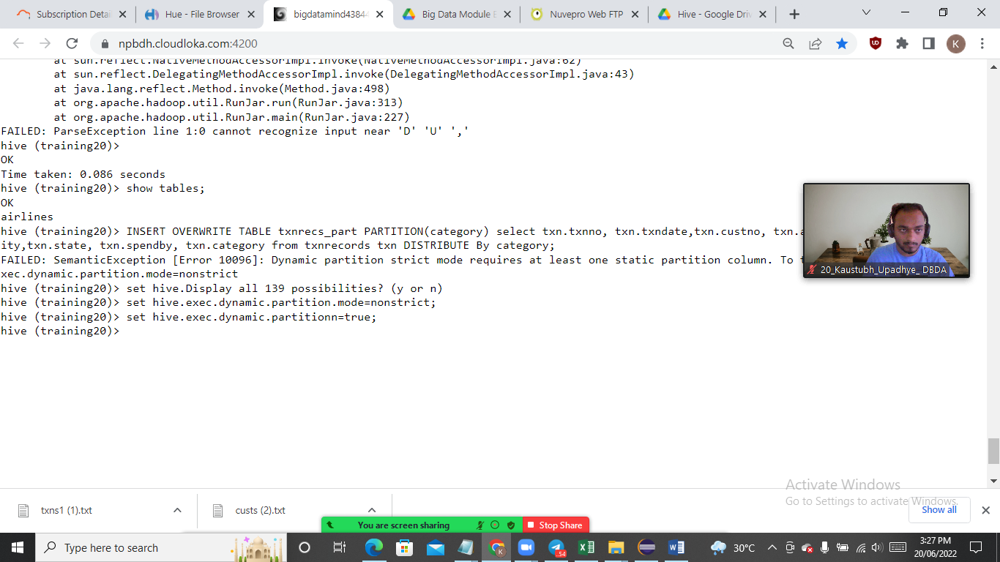 Subscription Detai
Hue - File Browser
bigdatamind4384
Big Data Module E
Nuvepro Web FTP
Hive - Google Driv
npbdh.cloudloka.com:4200
K
at sun.reflect.NativeMethodAccessorImpl.invoke(NativeMethodAccessorImpl.java:62)
at sun.reflect.DelegatingMethodAccessorImpl.invoke(DelegatingMethodAccessorImpl.java:43)
at java.lang.reflect.Method.invoke(Method.java:498)
at org.apache.hadoop.util.RunJar.run(RunJar.java:313)
at org.apache.hadoop.util.RunJar.main(RunJar.java:227)
FAILED: ParseException line 1:0 cannot recognize input near 'D' 'U' ','
hive (training20)>
OK
Time taken: 0.086 seconds
hive (training20)> show tables;
OK
airlines
hive (training20)> INSERT OVERWRITE TABLE txnrecs_part PARTITION(category) select txn.txnno, txn.txndate,txn.custno, txn.a
ity,txn.state, txn.spendby, txn.category from txnrecords txn DISTRIBUTE By category;
FAILED: SemanticException [Error 10096]: Dynamic partition strict mode requires at least one static partition column. To t
xec.dynamic.partition.mode=nonstrict
hive (training20)> set hive.Display all 139 possibilities? (y or n)
hive (training20)> set hive.exec.dynamic.partition.mode=nonstrict;
hive (training20)> set hive.exec.dynamic.partitionn=true;
hive (training20)>
20_Kaustubh_Upadhye_ DBDA
Activate Windows
Go to Settings to activate Windows.
txns1 (1).txt
custs (2).txt
Show all
You are screen sharing
Stop Share
Type here to search
.54
30°C
3:27 PM
20/06/2022